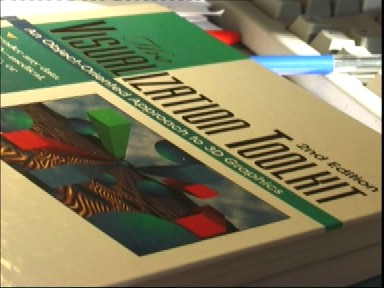 The
VISUALIZATION TOOLKIT
An Object-Oriented Approach to 3D Graphics
2nd Edition